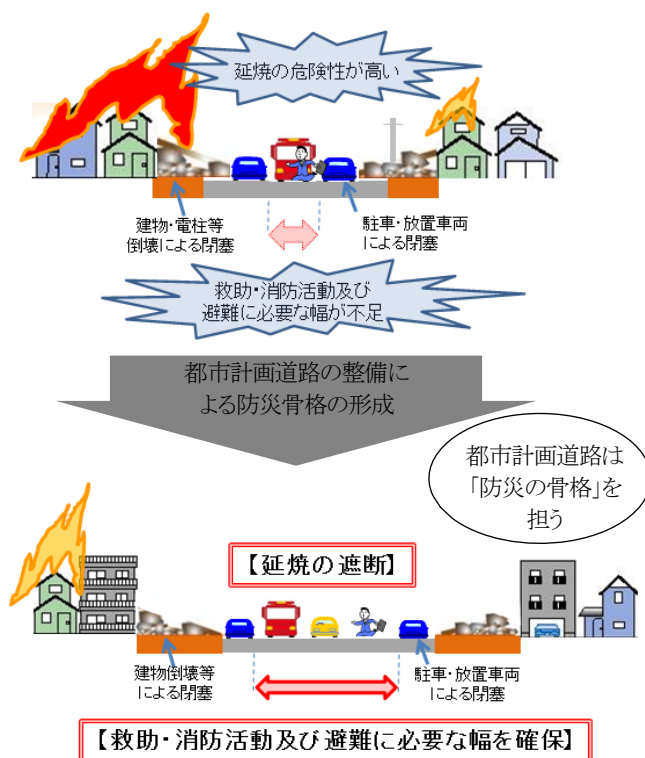 延焼の危険性が高い
建物・電柱等
倒壊による閉塞
駐車・放置車両
による閉塞
救助・消防活動及び
避難に必要な幅が不足
都市計画道路の整備に
よる防災骨格の形成
都市計画道路は
「防災の骨格」を
担う
【延焼の遮断】
建物倒壊等
による閉塞
駐車・放置車両
による閉塞
【救助・消防活動及び避難に必要な幅を確保】